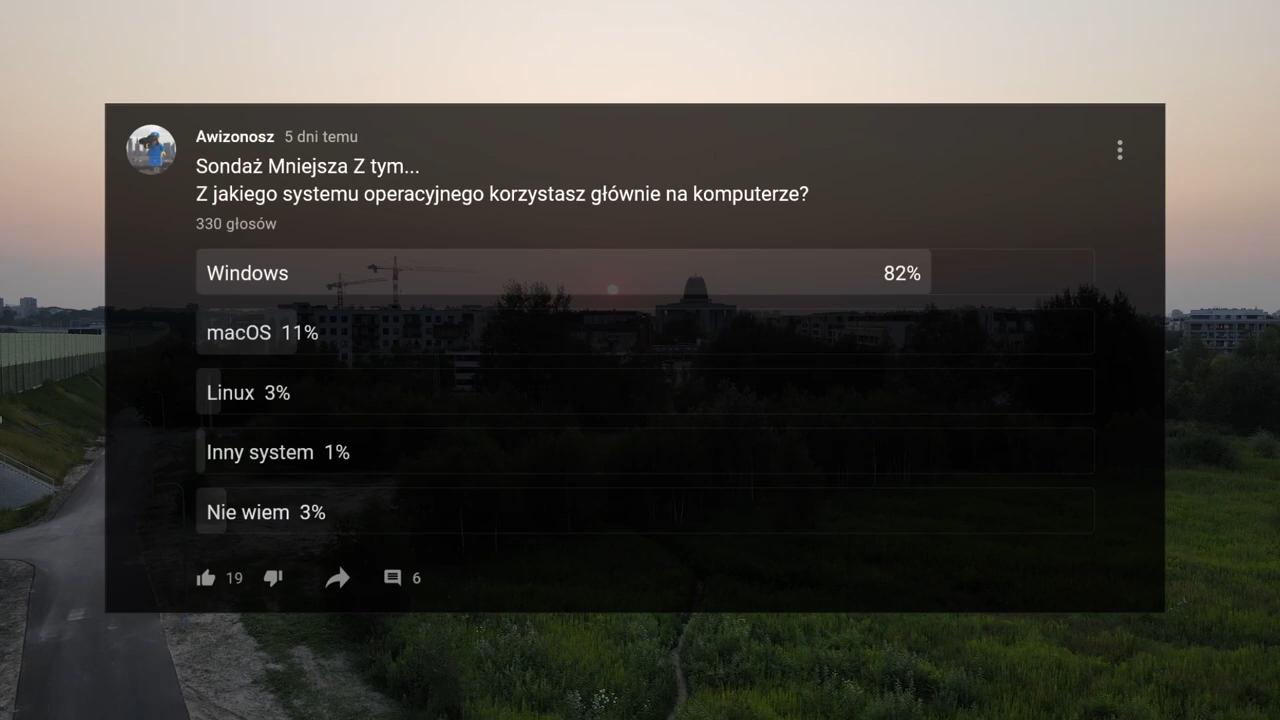 Awizonosz 5 dni temu
Sondaż Mniejsza Z tym...
Z jakiego systemu operacyjnego korzystasz głównie na komputerze?
330 głosów
Windows 82%
macOS 11%
Linux 3%
Inny system 1%
Nie wiem 3%
19 6